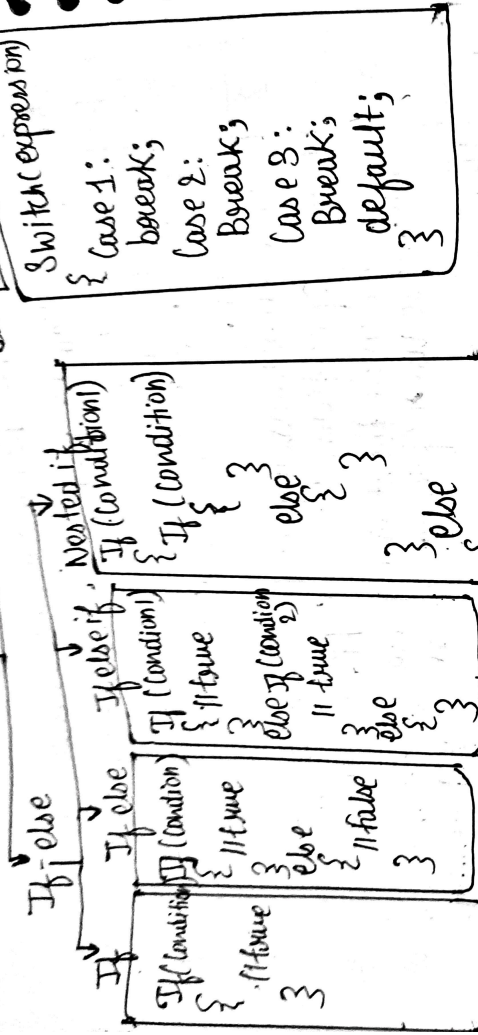 If-else
If
If(Condition)
{ //true
}
If else
If (Condion)
{ //true
}
else
{ //false
}
If else if
If (Condion1)
{ //true
}
else If (Condion
2)
// true
}
else
{
}
Nested if
If (Condition1)
{ If (Condition)
{
}
else
{
}
} else
Switch (expression)
{ Case 1:
break;
Case 2:
Break;
Case 3:
Break;
default;
}